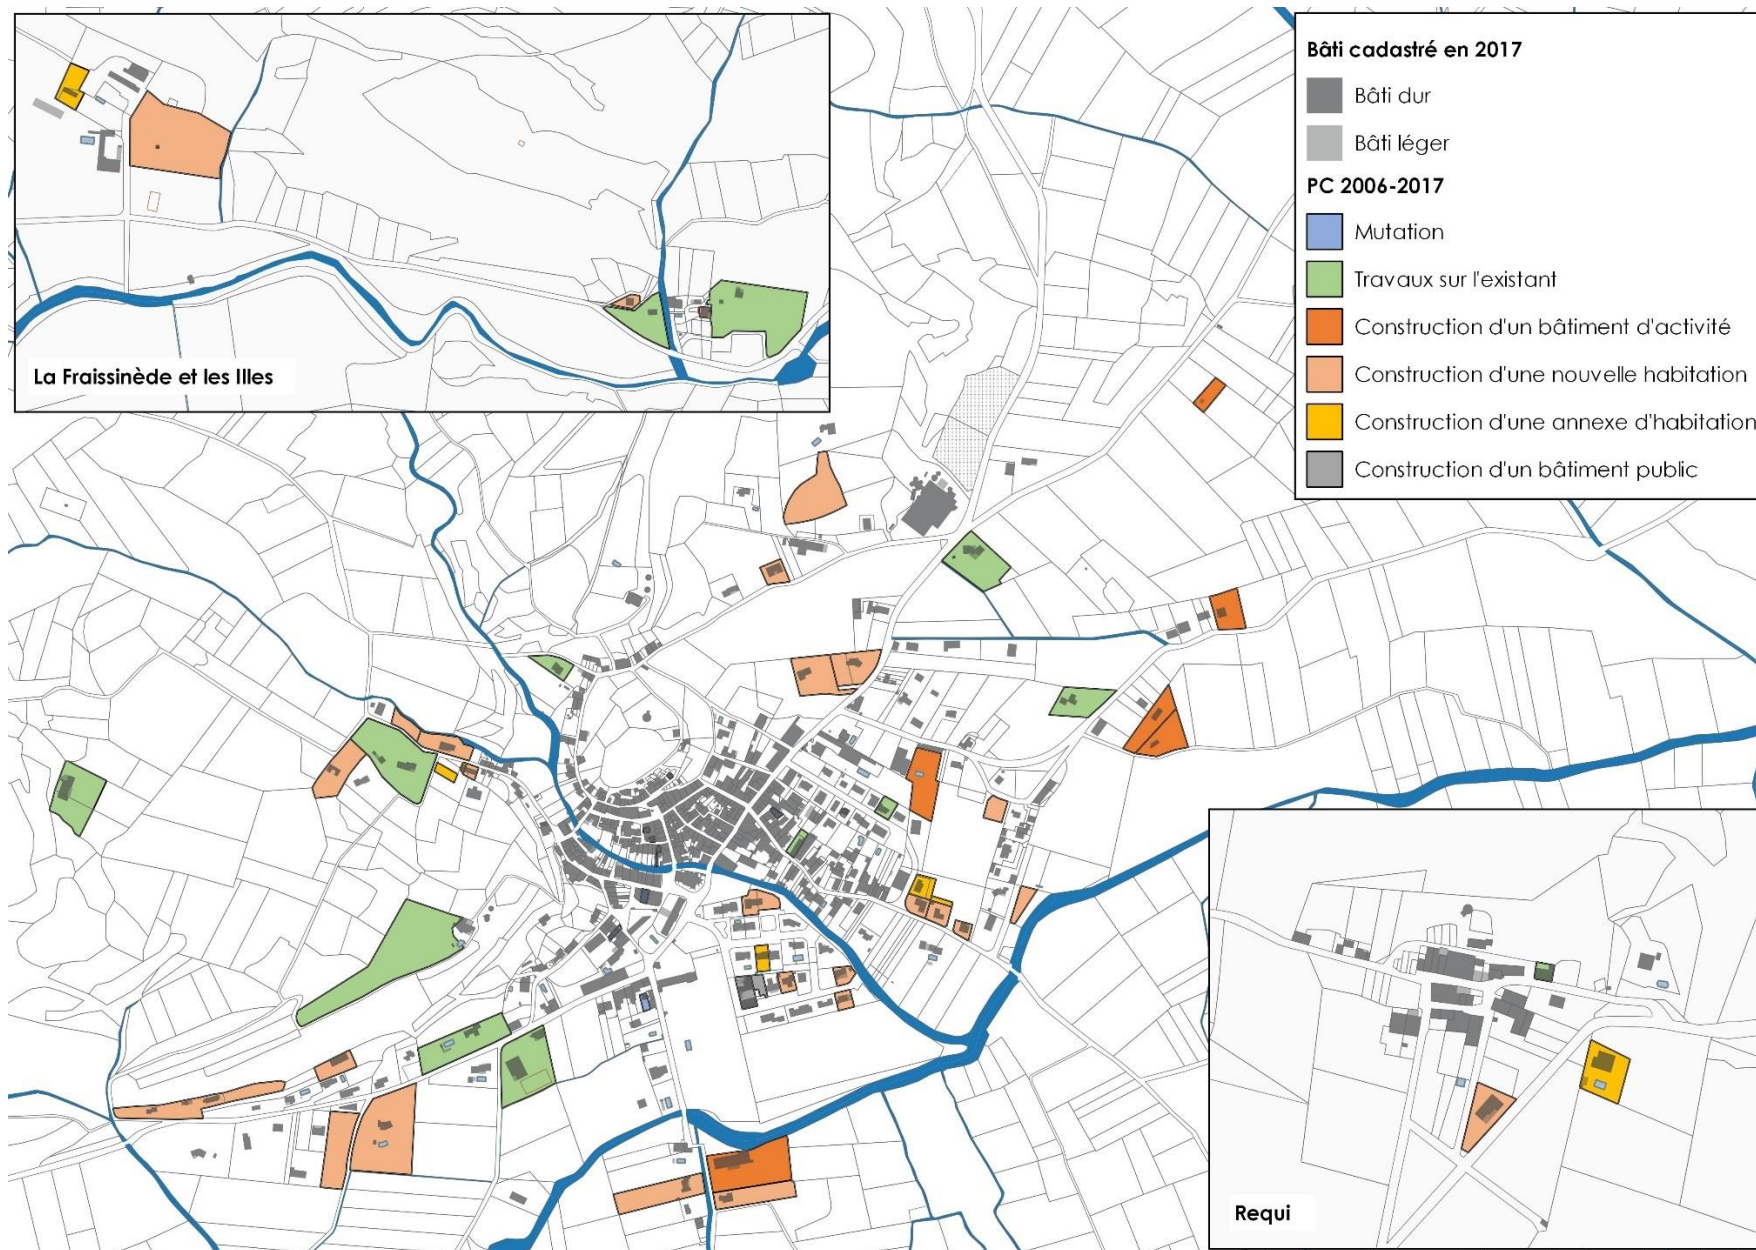 Bâti cadastré en 2017
Bâti dur
Bâti léger
PC 2006-2017
Mutation
Travaux sur l'existant
Construction d'un bâtiment d'activité
Construction d'une nouvelle habitation
Construction d'une annexe d'habitation
Construction d'un bâtiment public
La Fraissinède et les Illes
Requi